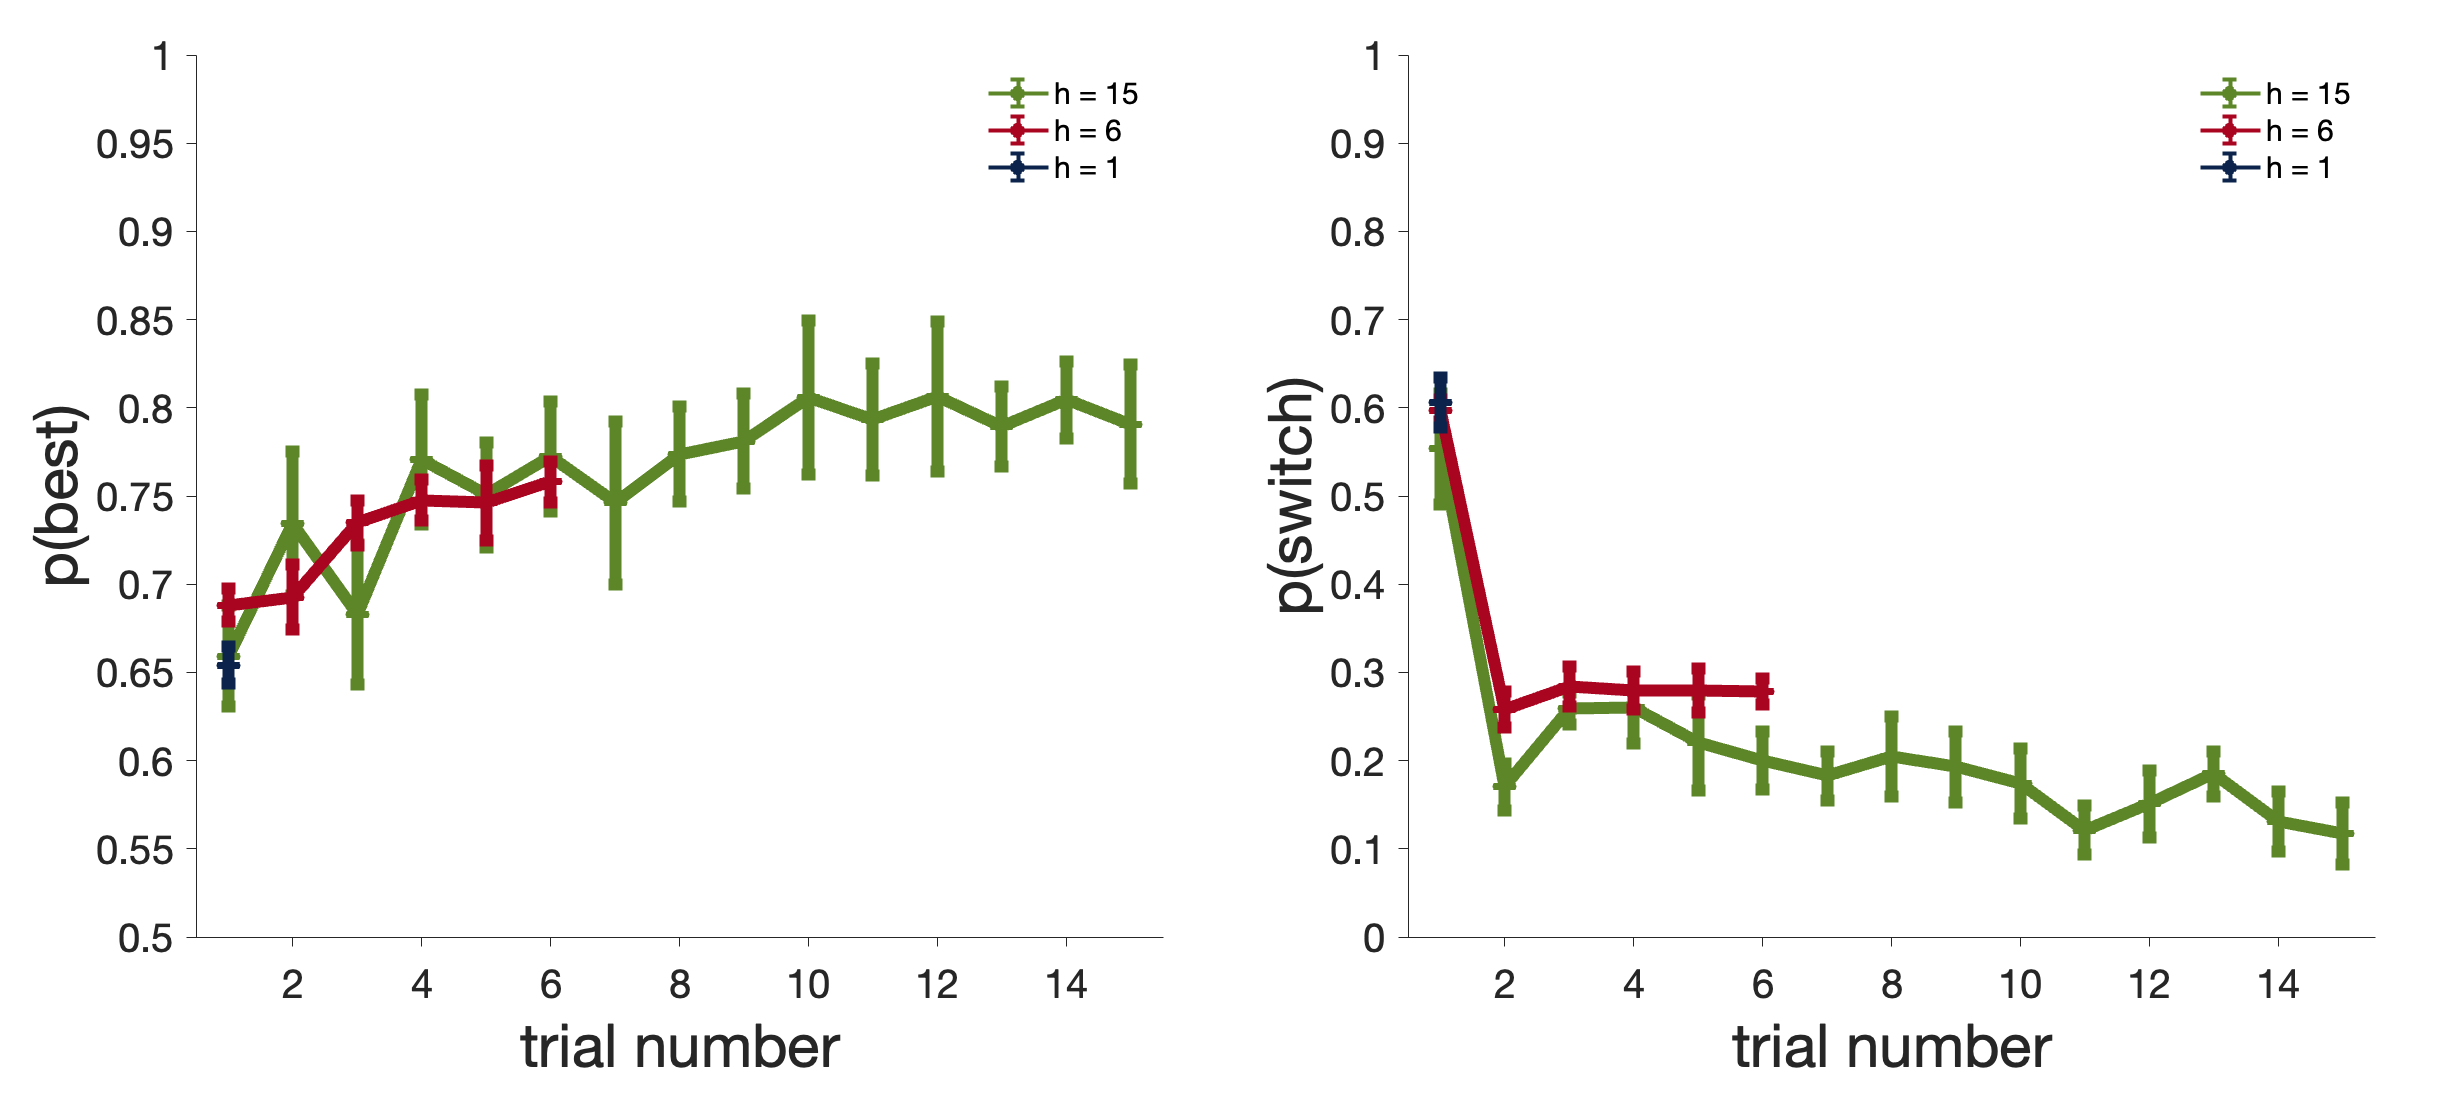 p(best)
1
0.95
0.9
0.85
0.8
0.75
0.7
0.65
0.6
0.55
0.5
2 4 6 8 10 12 14
trial number
h = 15
h = 6
h = 1
p(switch)
1
0.9
0.8
0.7
0.6
0.5
0.4
0.3
0.2
0.1
0
2 4 6 8 10 12 14
trial number
h = 15
h = 6
h = 1